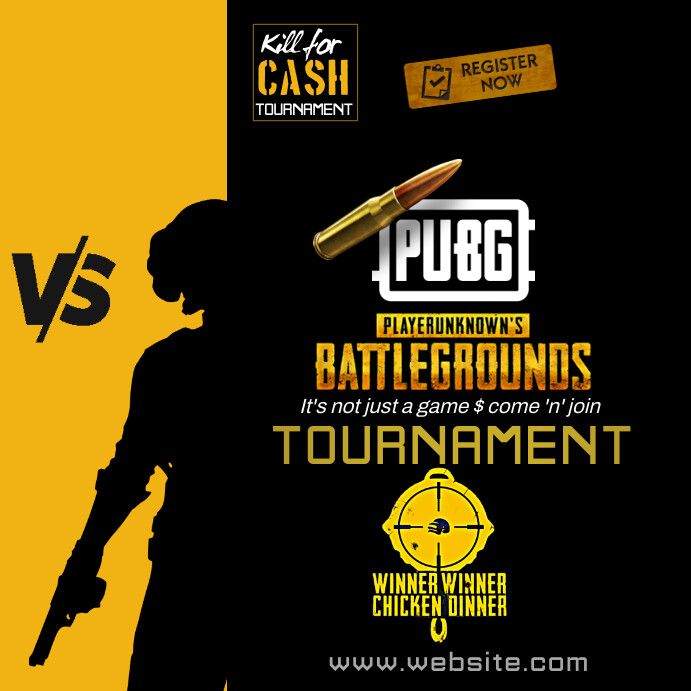 Kill for
CASH
TOURNAMENT
REGISTER
NOW
VS
PUBG
PLAYERUNKNOWN'S
BATTLEGROUNDS
It's not just a game $ come 'n' join
TOURNAMENT
WINNER WINNER
CHICKEN DINNER
www.website.com